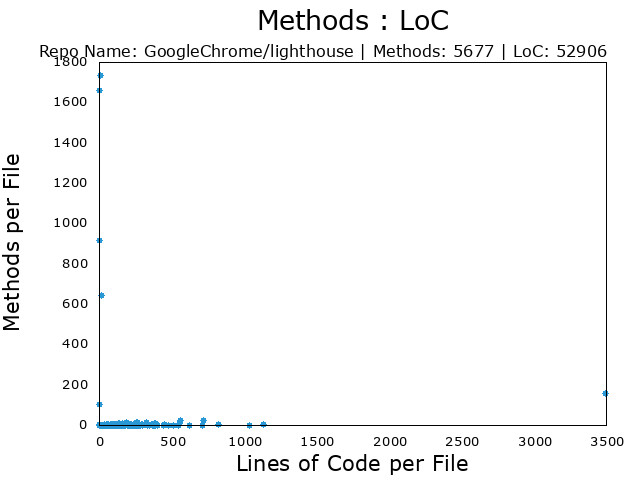 Methods : LoC
Repo Name: GoogleChrome/lighthouse | Methods: 5677 | LoC: 52906
1800
1600
1400
1200
1000
800
600
400
200
0
Methods per File
0 500 1000 1500 2000 2500 3000 3500
Lines of Code per File